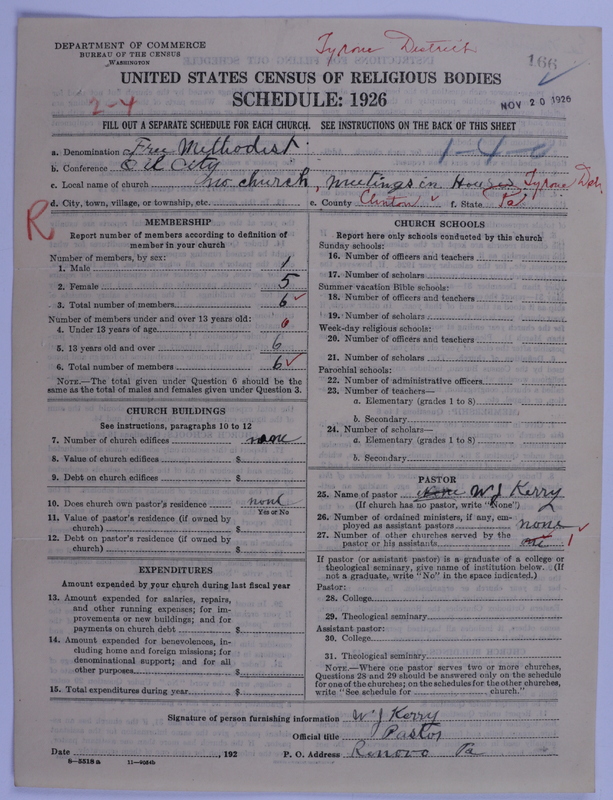 Tyrone District
DEPARTMENT OF COMMERCE
BUREAU OF THE CENSUS
WASHINGTON
166
UNITED STATES CENSUS OF RELIGIOUS BODIES
2-4
SCHEDULE: 1926
NOV 20 1926
FILL OUT A SEPARATE SCHEDULE FOR EACH CHURCH. SEE INSTRUCTIONS ON THE BACK OF THIS SHEET
a. Denomination Free Methodist
1-4-0
b. Conference Oil City
c. Local name of church no church, meetings in Houses Tyrone Dist.
d. City, town, village, or township, etc. e. County Clinton f. State Pa
R
MEMBERSHIP
Report number of members according to definition of member in your church
Number of members, by sex:
1. Male 1
2. Female 5
3. Total number of members 6
Number of members under and over 13 years old:
4. Under 13 years of age 0
5. 13 years old and over 6
6. Total number of members 6
NOTE.—The total given under Question 6 should be the same as the total of males and females given under Question 3.
CHURCH BUILDINGS
See instructions, paragraphs 10 to 12
7. Number of church edifices none
8. Value of church edifices $
9. Debt on church edifices $
10. Does church own pastor's residence none
Yes or No
11. Value of pastor's residence (if owned by church) $
12. Debt on pastor's residence (if owned by church) $
EXPENDITURES
Amount expended by your church during last fiscal year
13. Amount expended for salaries, repairs, and other running expenses; for improvements or new buildings; and for payments on church debt $
14. Amount expended for benevolences, including home and foreign missions; for denominational support; and for all other purposes $
15. Total expenditures during year $
CHURCH SCHOOLS
Report here only schools conducted by this church
Sunday schools:
16. Number of officers and teachers
17. Number of scholars
Summer vacation Bible schools:
18. Number of officers and teachers
19. Number of scholars
Week-day religious schools:
20. Number of officers and teachers
21. Number of scholars
Parochial schools:
22. Number of administrative officers
23. Number of teachers—
a. Elementary (grades 1 to 8)
b. Secondary
24. Number of scholars—
a. Elementary (grades 1 to 8)
b. Secondary
PASTOR
25. Name of pastor W J Kerry
(If church has no pastor, write "None")
26. Number of ordained ministers, if any, employed as assistant pastors none
27. Number of other churches served by the pastor or his assistants one 1
If pastor (or assistant pastor) is a graduate of a college or theological seminary, give name of institution below. (If not a graduate, write "No" in the space indicated.)
Pastor:
28. College
29. Theological seminary
Assistant pastor:
30. College
31. Theological seminary
NOTE.—Where one pastor serves two or more churches, Questions 28 and 29 should be answered only on the schedule for one of the churches; on the schedules for the other churches, write "See schedule for church."
Signature of person furnishing information W J Kerry
Official title Pastor
Date , 192 P. O. Address Renovo Pa
8-5518a 11-9054b